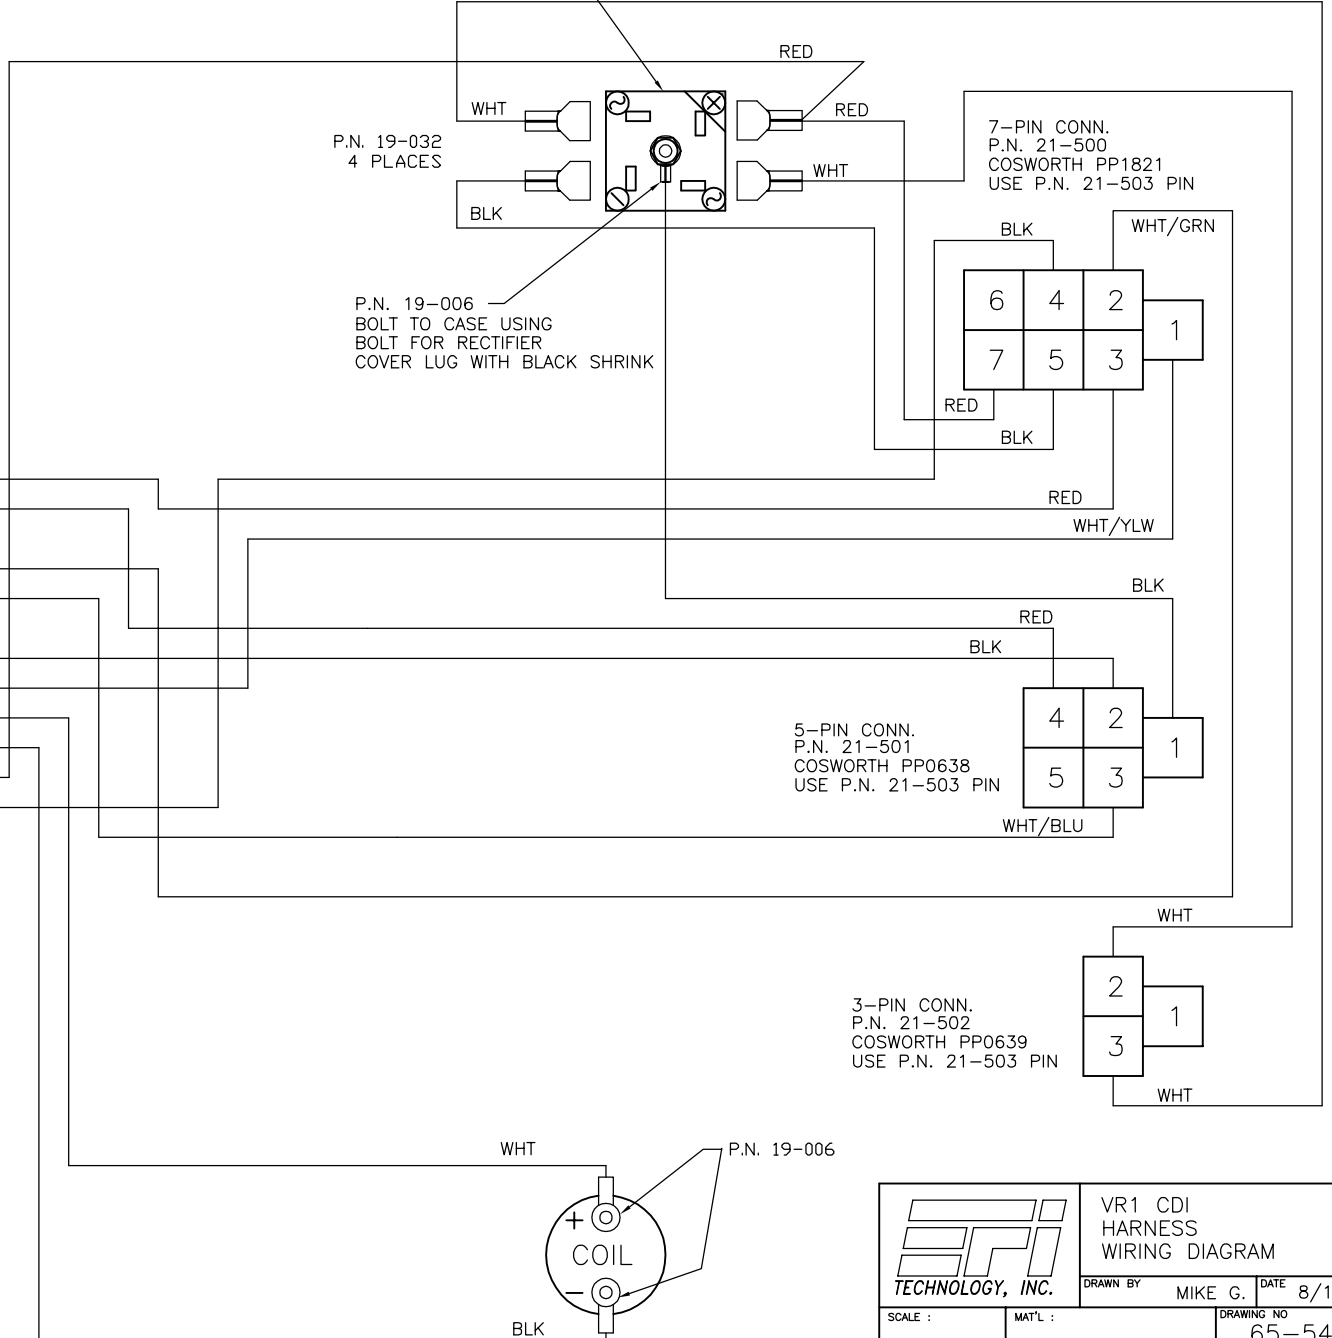 RED
WHT
RED
P.N. 19-032
4 PLACES
WHT
BLK
7-PIN CONN.
P.N. 21-500
COSWORTH PP1821
USE P.N. 21-503 PIN
WHT/GRN
BLK
6 4 2
1
7 5 3
P.N. 19-006
BOLT TO CASE USING
BOLT FOR RECTIFIER
COVER LUG WITH BLACK SHRINK
RED
BLK
RED
WHT/YLW
BLK
RED
BLK
5-PIN CONN.
P.N. 21-501
COSWORTH PP0638
USE P.N. 21-503 PIN
4 2
1
5 3
WHT/BLU
WHT
3-PIN CONN.
P.N. 21-502
COSWORTH PP0639
USE P.N. 21-503 PIN
2
1
3
WHT
WHT
P.N. 19-006
+
COIL
−
BLK
EFI
TECHNOLOGY, INC.
VR1 CDI
HARNESS
WIRING DIAGRAM
DRAWN BY MIKE G.
DATE 8/1
SCALE :
MAT'L :
DRAWING NO
65-54